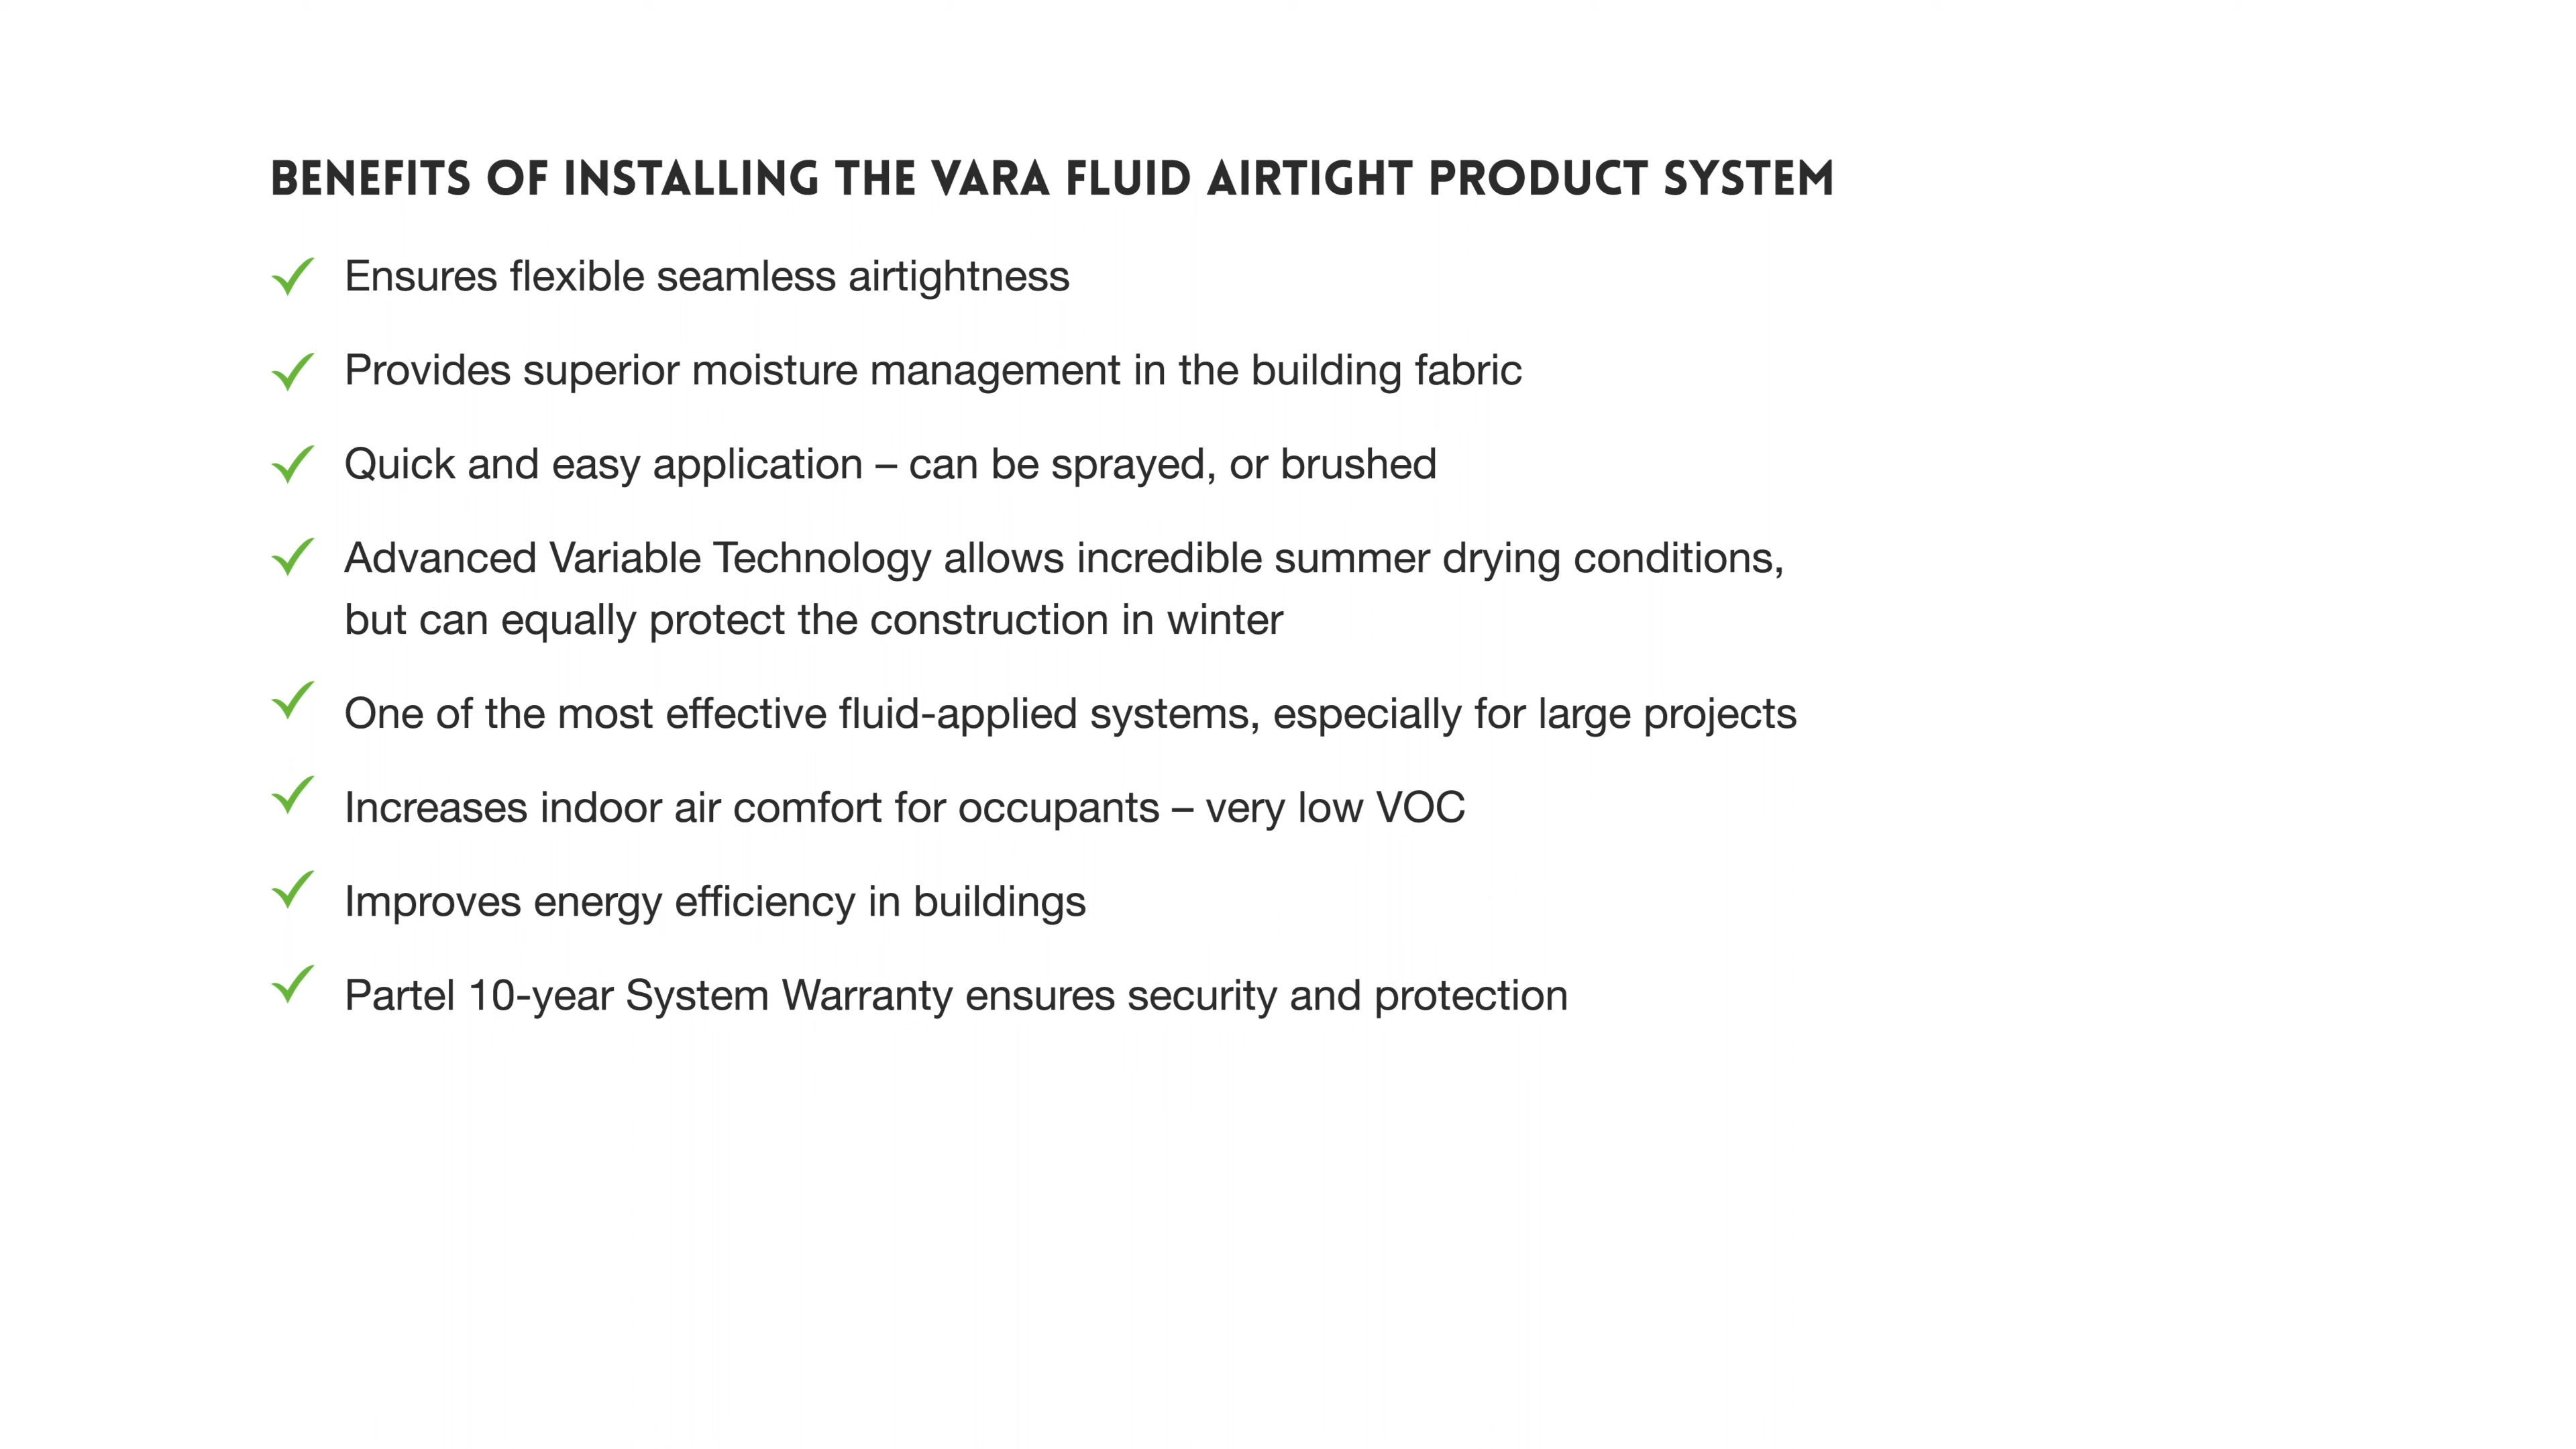 BENEFITS OF INSTALLING THE VARA FLUID AIRTIGHT PRODUCT SYSTEM
Ensures flexible seamless airtightness
Provides superior moisture management in the building fabric
Quick and easy application – can be sprayed, or brushed
Advanced Variable Technology allows incredible summer drying conditions,
but can equally protect the construction in winter
One of the most effective fluid-applied systems, especially for large projects
Increases indoor air comfort for occupants – very low VOC
Improves energy efficiency in buildings
Partel 10-year System Warranty ensures security and protection